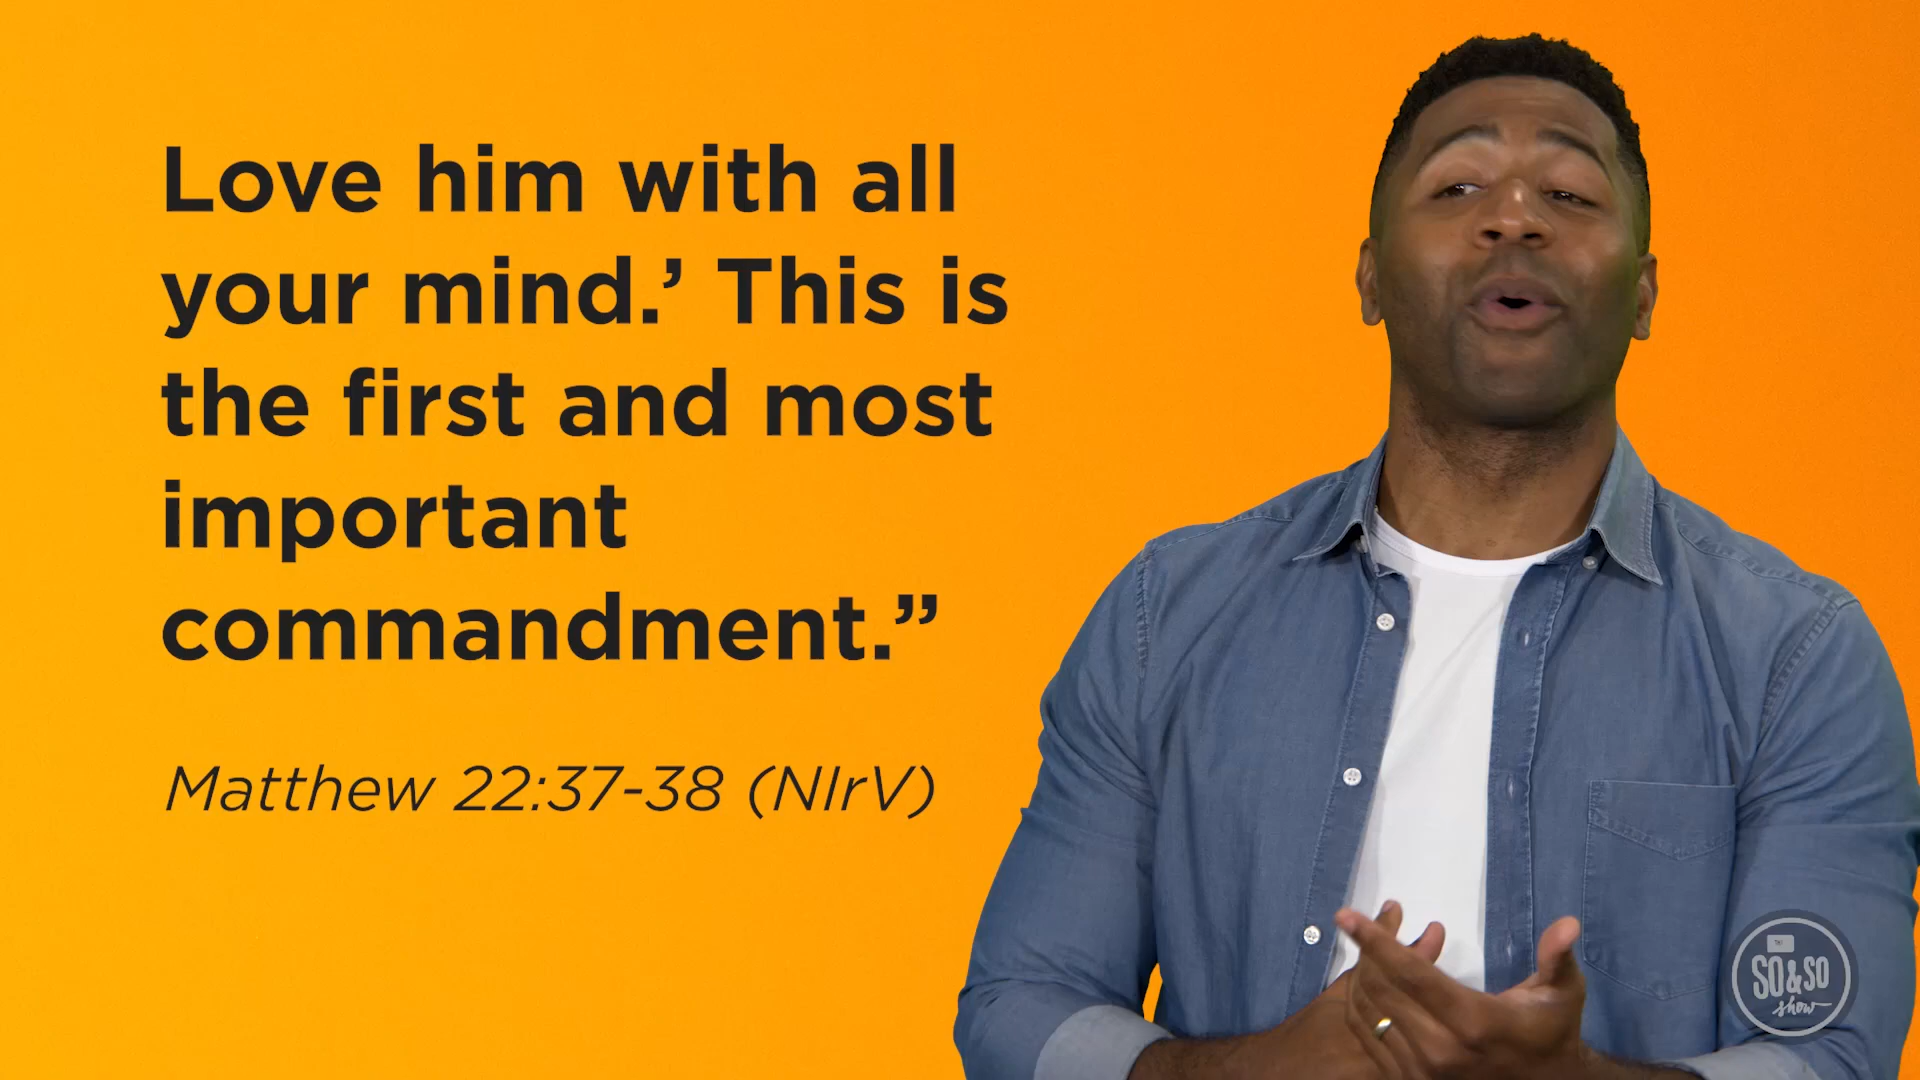 Love him with all
your mind.’ This is
the first and most
important
commandment.”
Matthew 22:37-38 (NIrV)
SO&SO
show